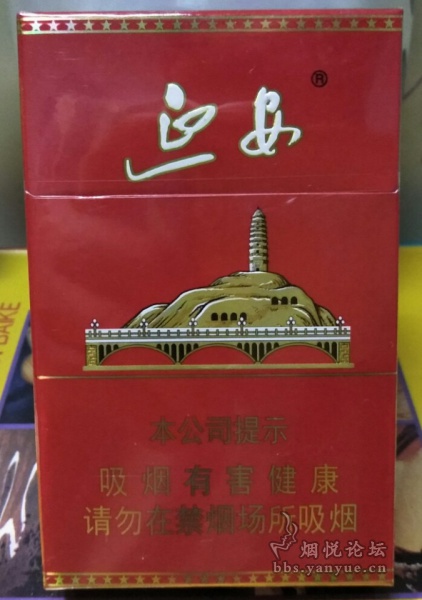 延安
®
本公司提示
吸烟有害健康
请勿在禁烟场所吸烟
烟悦论坛
bbs.yanyue.cn
BAKE